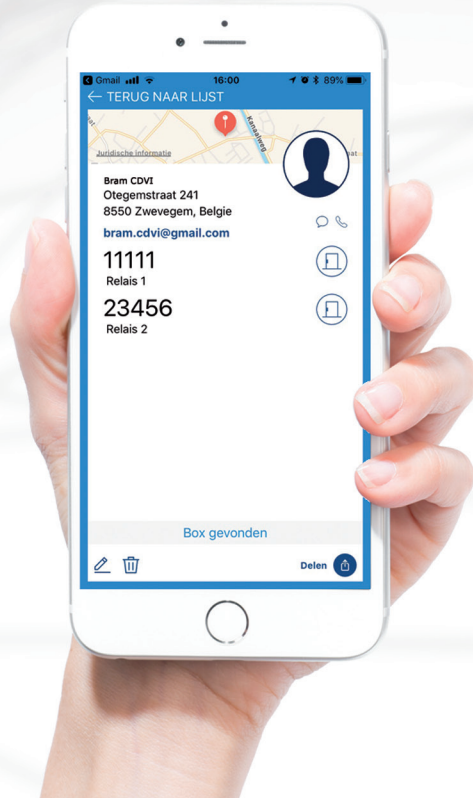 Gmail 16:00 89%
← TERUG NAAR LIJST
Kanaalweg
Juridische informatie
Bram CDVI
Otegemstraat 241
8550 Zwevegem, Belgie
bram.cdvi@gmail.com
11111
Relais 1
23456
Relais 2
Box gevonden
Delen